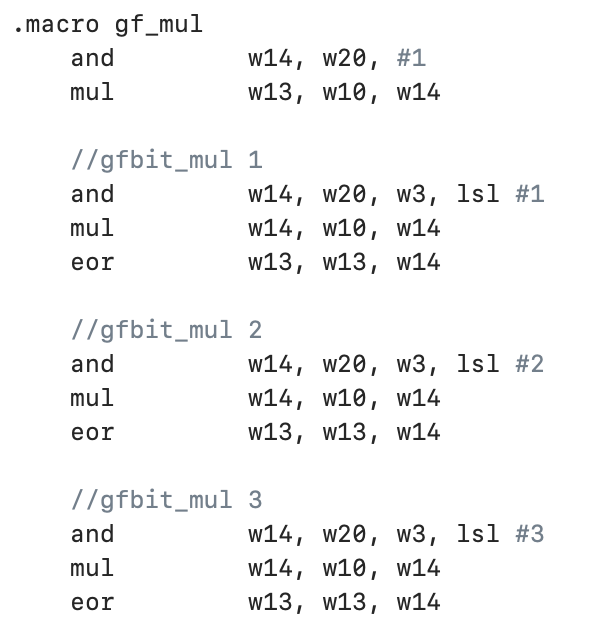 .macro gf_mul
    and         w14, w20, #1
    mul         w13, w10, w14

    //gfbit_mul 1
    and         w14, w20, w3, lsl #1
    mul         w14, w10, w14
    eor         w13, w13, w14

    //gfbit_mul 2
    and         w14, w20, w3, lsl #2
    mul         w14, w10, w14
    eor         w13, w13, w14

    //gfbit_mul 3
    and         w14, w20, w3, lsl #3
    mul         w14, w10, w14
    eor         w13, w13, w14